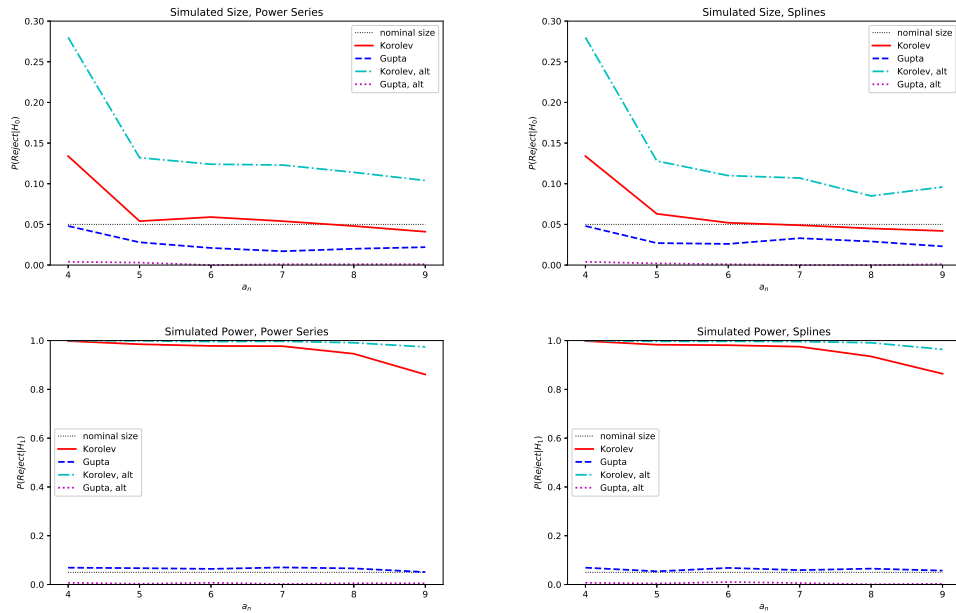 Simulated Size, Power Series
0.30
0.25
0.20
0.15
0.10
0.05
0.00
P(Reject|H₀)
nominal size
Korolev
Gupta
Korolev, alt
Gupta, alt
4 5 6 7 8 9
aₙ
Simulated Size, Splines
0.30
0.25
0.20
0.15
0.10
0.05
0.00
P(Reject|H₀)
nominal size
Korolev
Gupta
Korolev, alt
Gupta, alt
4 5 6 7 8 9
aₙ
Simulated Power, Power Series
1.0
0.8
0.6
0.4
0.2
0.0
P(Reject|H₁)
nominal size
Korolev
Gupta
Korolev, alt
Gupta, alt
4 5 6 7 8 9
aₙ
Simulated Power, Splines
1.0
0.8
0.6
0.4
0.2
0.0
P(Reject|H₁)
nominal size
Korolev
Gupta
Korolev, alt
Gupta, alt
4 5 6 7 8 9
aₙ